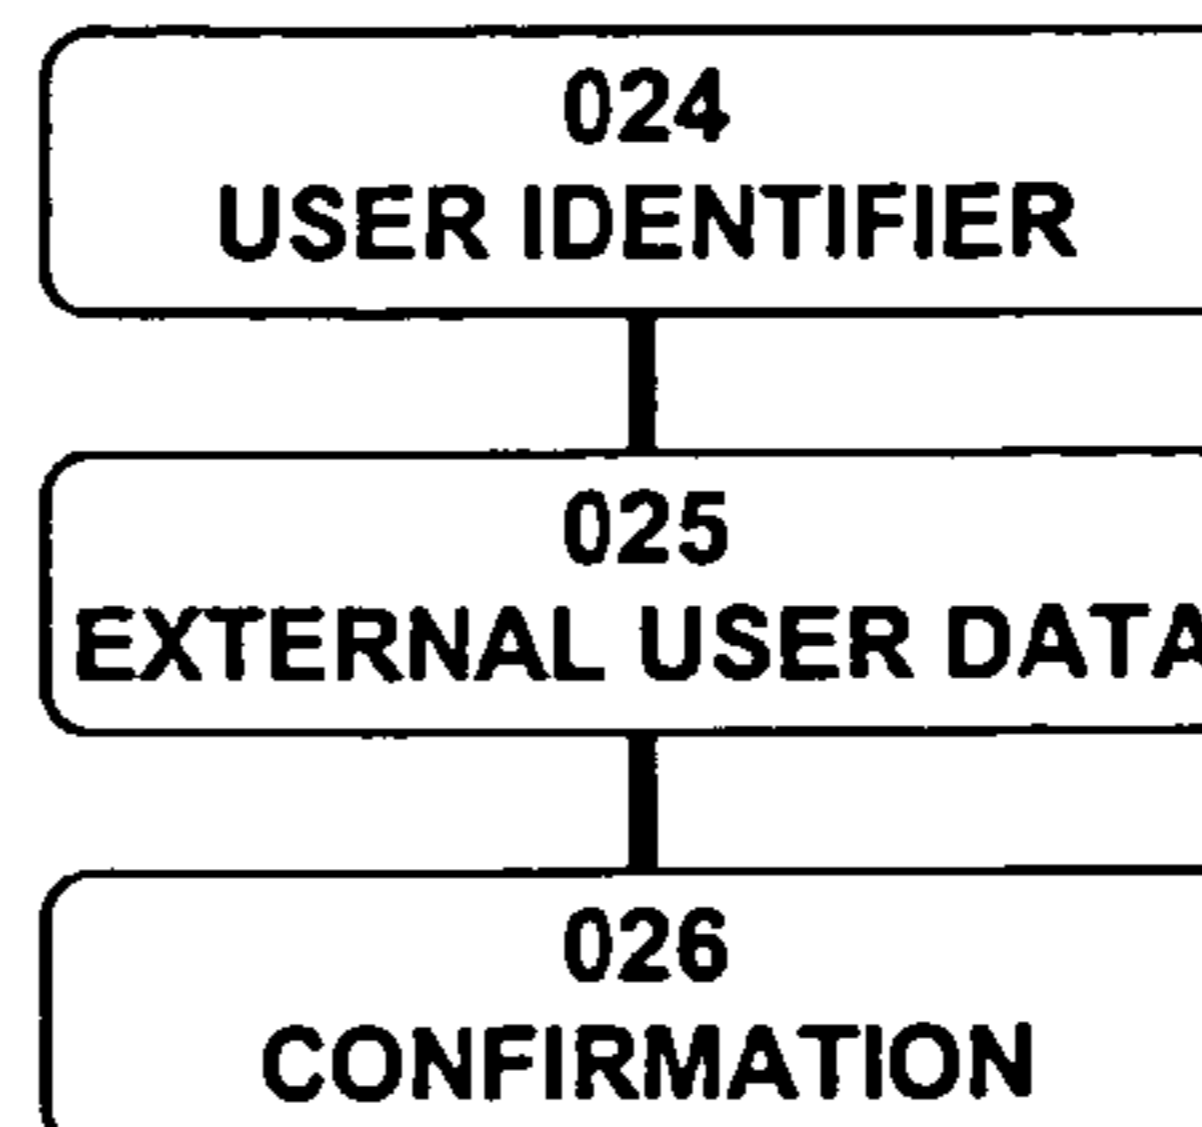 024
USER IDENTIFIER
025
EXTERNAL USER DATA
026
CONFIRMATION